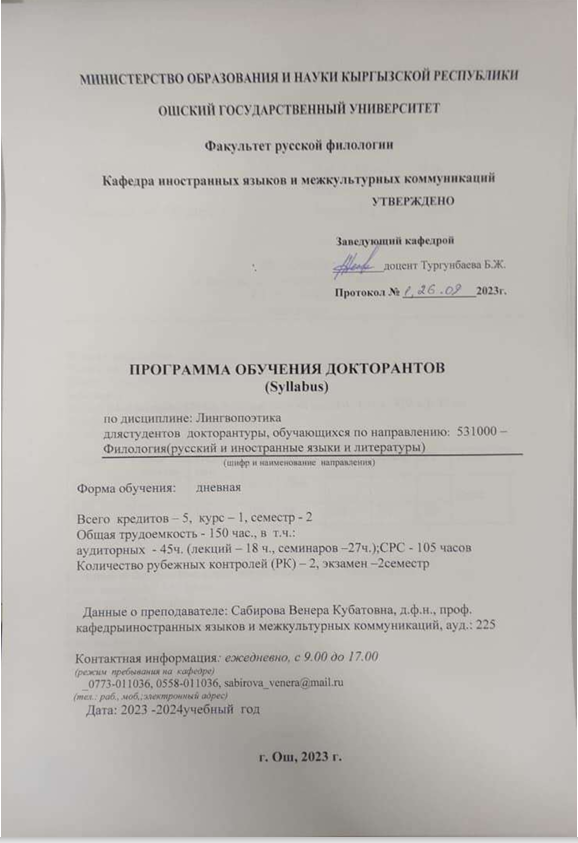 МИНИСТЕРСТВО ОБРАЗОВАНИЯ И НАУКИ КЫРГЫЗСКОЙ РЕСПУБЛИКИ
ОШСКИЙ ГОСУДАРСТВЕННЫЙ УНИВЕРСИТЕТ
Факультет русской филологии
Кафедра иностранных языков и межкультурных коммуникаций
УТВЕРЖДЕНО
Заведующий кафедрой
доцент Тургунбаева Б.Ж.
Протокол № 1, 26.09 2023г.
ПРОГРАММА ОБУЧЕНИЯ ДОКТОРАНТОВ
(Syllabus)
по дисциплине: Лингвопоэтика
длястудентов докторантуры, обучающихся по направлению: 531000 –
Филология(русский и иностранные языки и литературы)
(шифр и наименование направления)
Форма обучения: дневная
Всего кредитов – 5, курс – 1, семестр - 2
Общая трудоемкость - 150 час., в т.ч.:
аудиторных - 45ч. (лекций – 18 ч., семинаров –27ч.);СРС - 105 часов
Количество рубежных контролей (РК) – 2, экзамен –2семестр
Данные о преподавателе: Сабирова Венера Кубатовна, д.ф.н., проф.
кафедрыиностранных языков и межкультурных коммуникаций, ауд.: 225
Контактная информация: ежедневно, с 9.00 до 17.00
(режим пребывания на кафедре)
_0773-011036, 0558-011036, sabirova_venera@mail.ru
(тел.: раб., моб,;электронный адрес)
Дата: 2023 -2024учебный год
г. Ош, 2023 г.